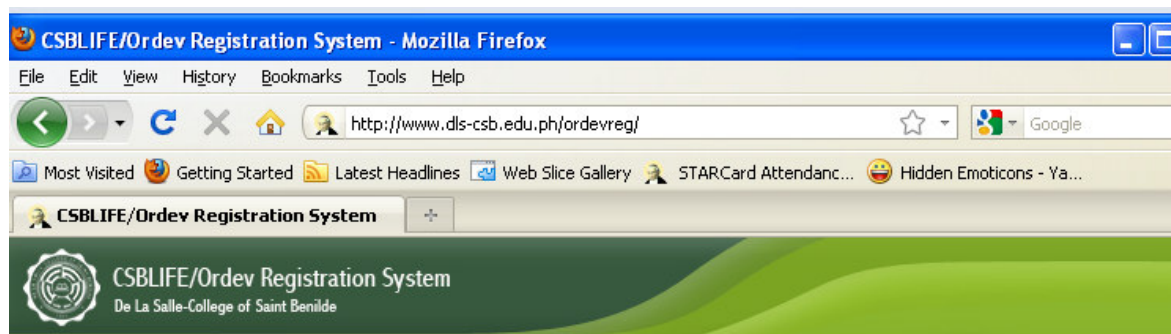 CSBLIFE/Ordev Registration System - Mozilla Firefox
File Edit View History Bookmarks Tools Help
http://www.dls-csb.edu.ph/ordevreg/ Google
Most Visited Getting Started Latest Headlines Web Slice Gallery STARCard Attendanc... Hidden Emoticons - Ya...
CSBLIFE/Ordev Registration System
CSBLIFE/Ordev Registration System
De La Salle-College of Saint Benilde